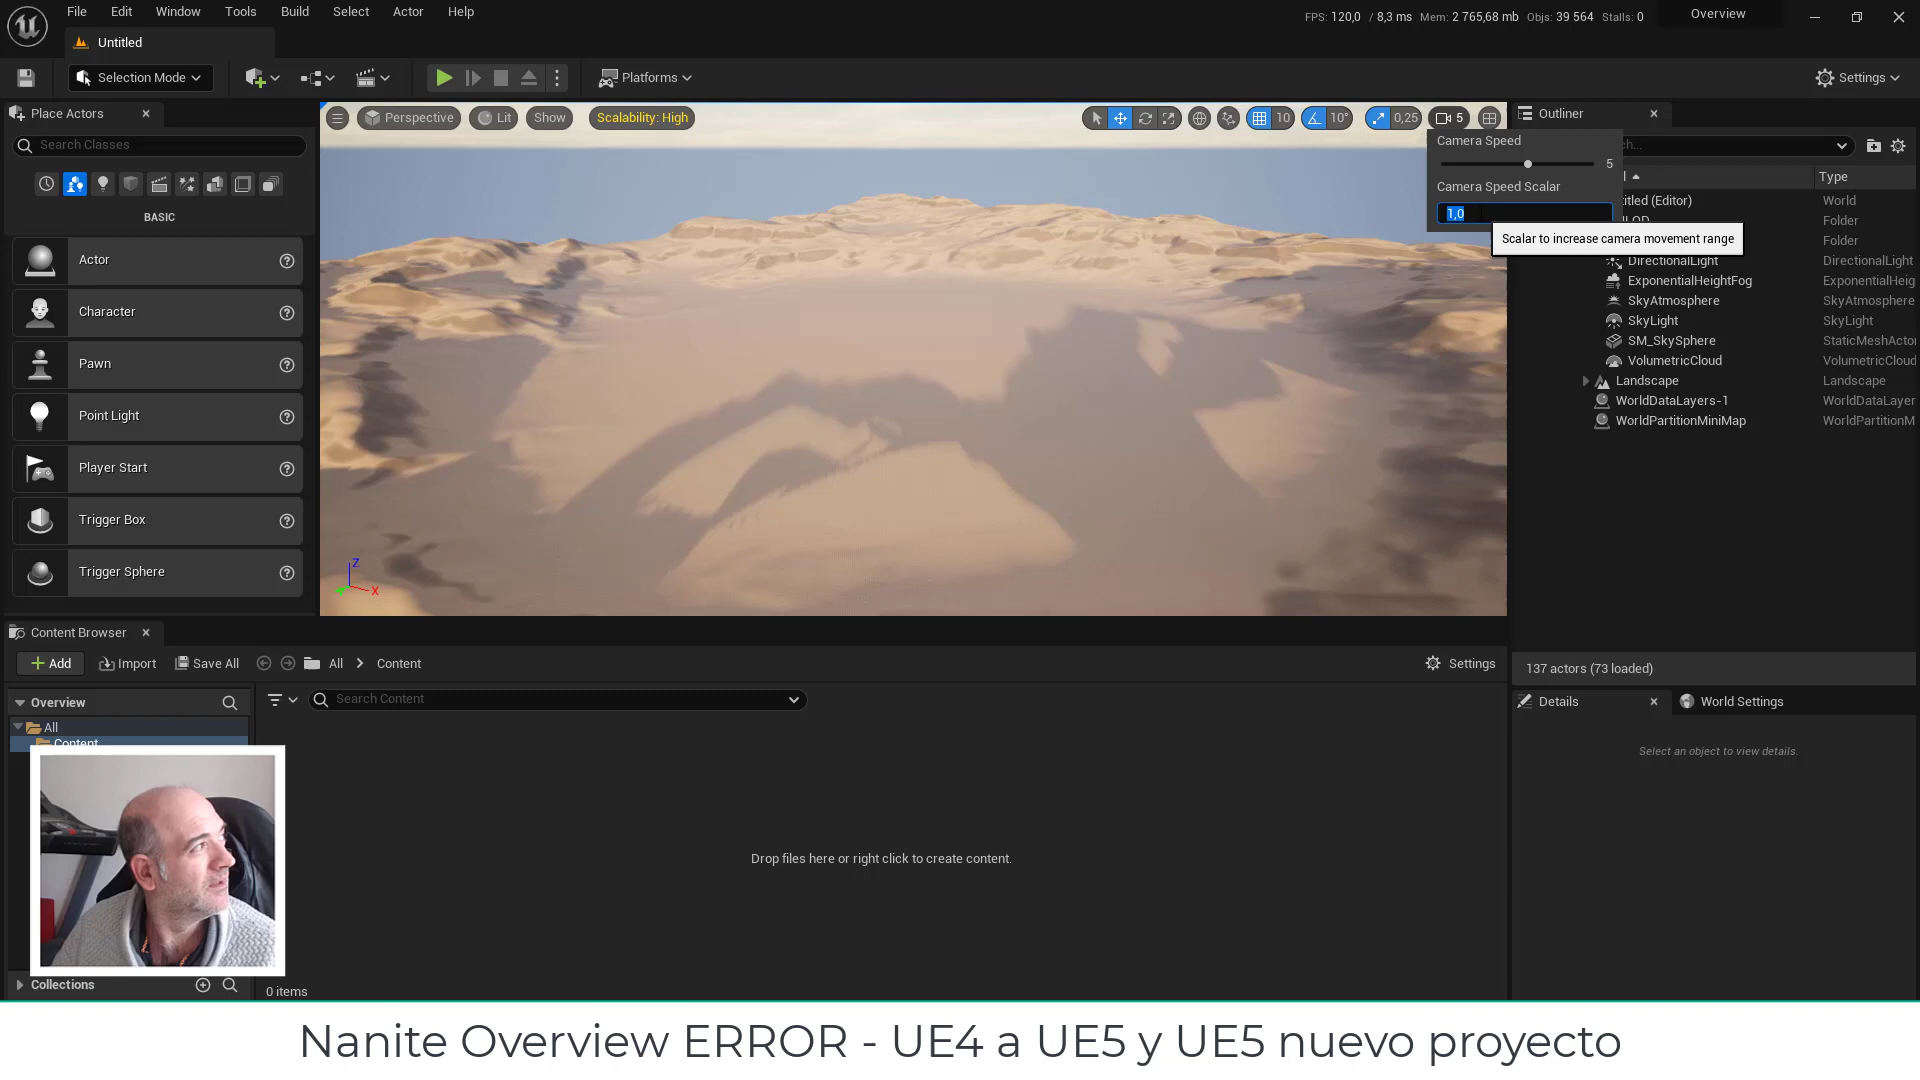 File Edit Window Tools Build Select Actor Help
FPS: 120,0 / 8,3 ms Mem: 2 765,68 mb Objs: 39 564 Stalls: 0
Overview
Untitled
Selection Mode
Platforms
Settings
Place Actors
Search Classes
BASIC
Actor
Character
Pawn
Point Light
Player Start
Trigger Box
Trigger Sphere
Perspective Lit Show Scalability: High
10 10° 0,25 5
Camera Speed
5
Camera Speed Scalar
1,0
Scalar to increase camera movement range
Z
X
Outliner
Type
(Editor) World
Folder
Folder
DirectionalLight DirectionalLight
ExponentialHeightFog ExponentialHeig
SkyAtmosphere SkyAtmosphere
SkyLight SkyLight
SM_SkySphere StaticMeshActo
VolumetricCloud VolumetricCloud
Landscape Landscape
WorldDataLayers-1 WorldDataLayer
WorldPartitionMiniMap WorldPartitionM
137 actors (73 loaded)
Details World Settings
Select an object to view details.
Content Browser
Add Import Save All All Content
Settings
Overview
Search Content
All
Content
Drop files here or right click to create content.
Collections
0 items
Nanite Overview ERROR - UE4 a UE5 y UE5 nuevo proyecto